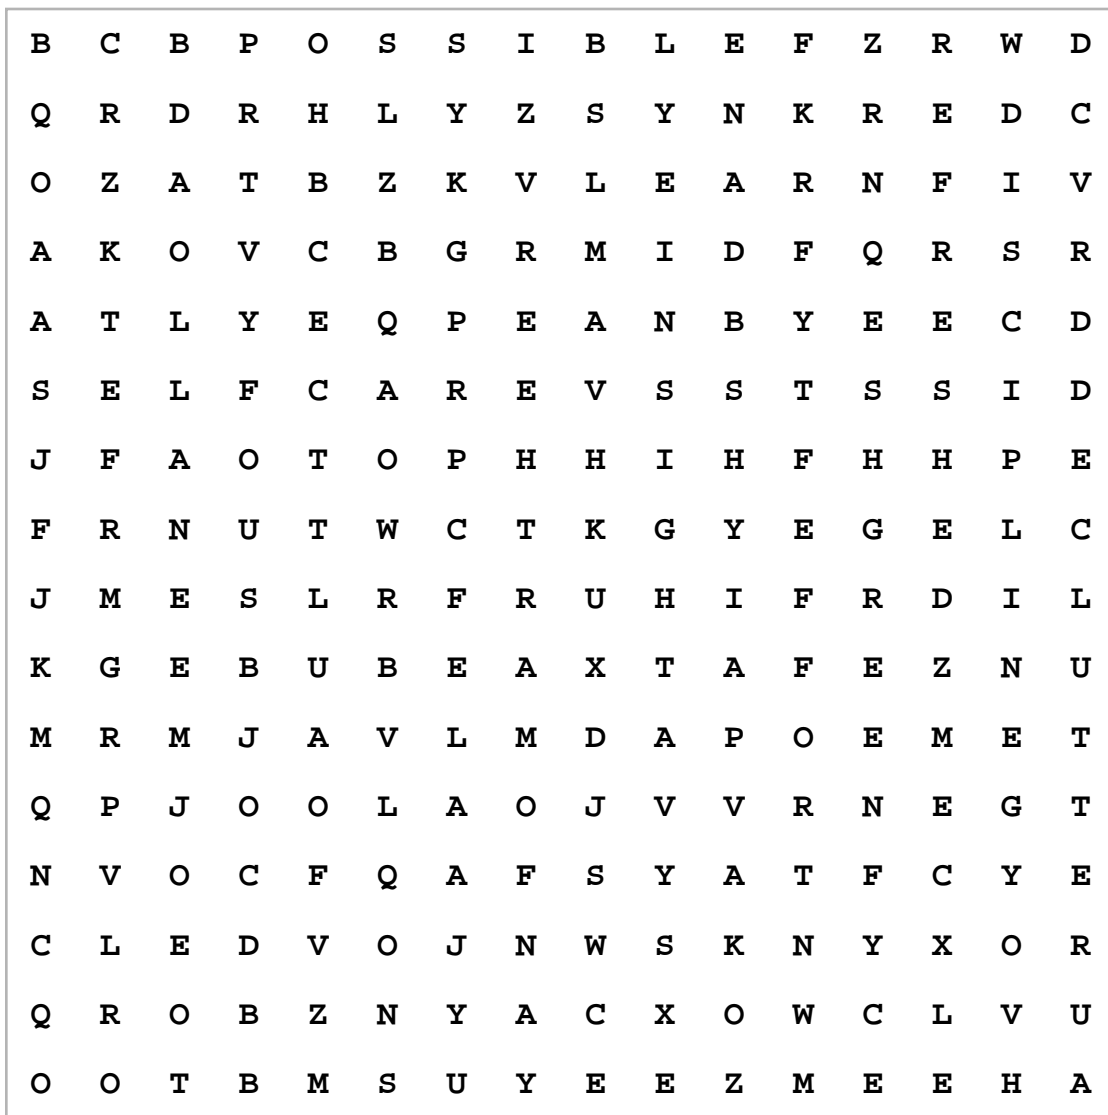 B C B P O S S I B L E F Z R W D
Q R D R H L Y Z S Y N K R E D C
O Z A T B Z K V L E A R N F I V
A K O V C B G R M I D F Q R S R
A T L Y E Q P E A N B Y E E C D
S E L F C A R E V S S T S S I D
J F A O T O P H H I H F H H P E
F R N U T W C T K G Y E G E L C
J M E S L R F R U H I F R D I L
K G E B U B E A X T A F E Z N U
M R M J A V L M D A P O E M E T
Q P J O O L A O J V V R N E G T
N V O C F Q A F S Y A T F C Y E
C L E D V O J N W S K N Y X O R
Q R O B Z N Y A C X O W C L V U
O O T B M S U Y E E Z M E E H A